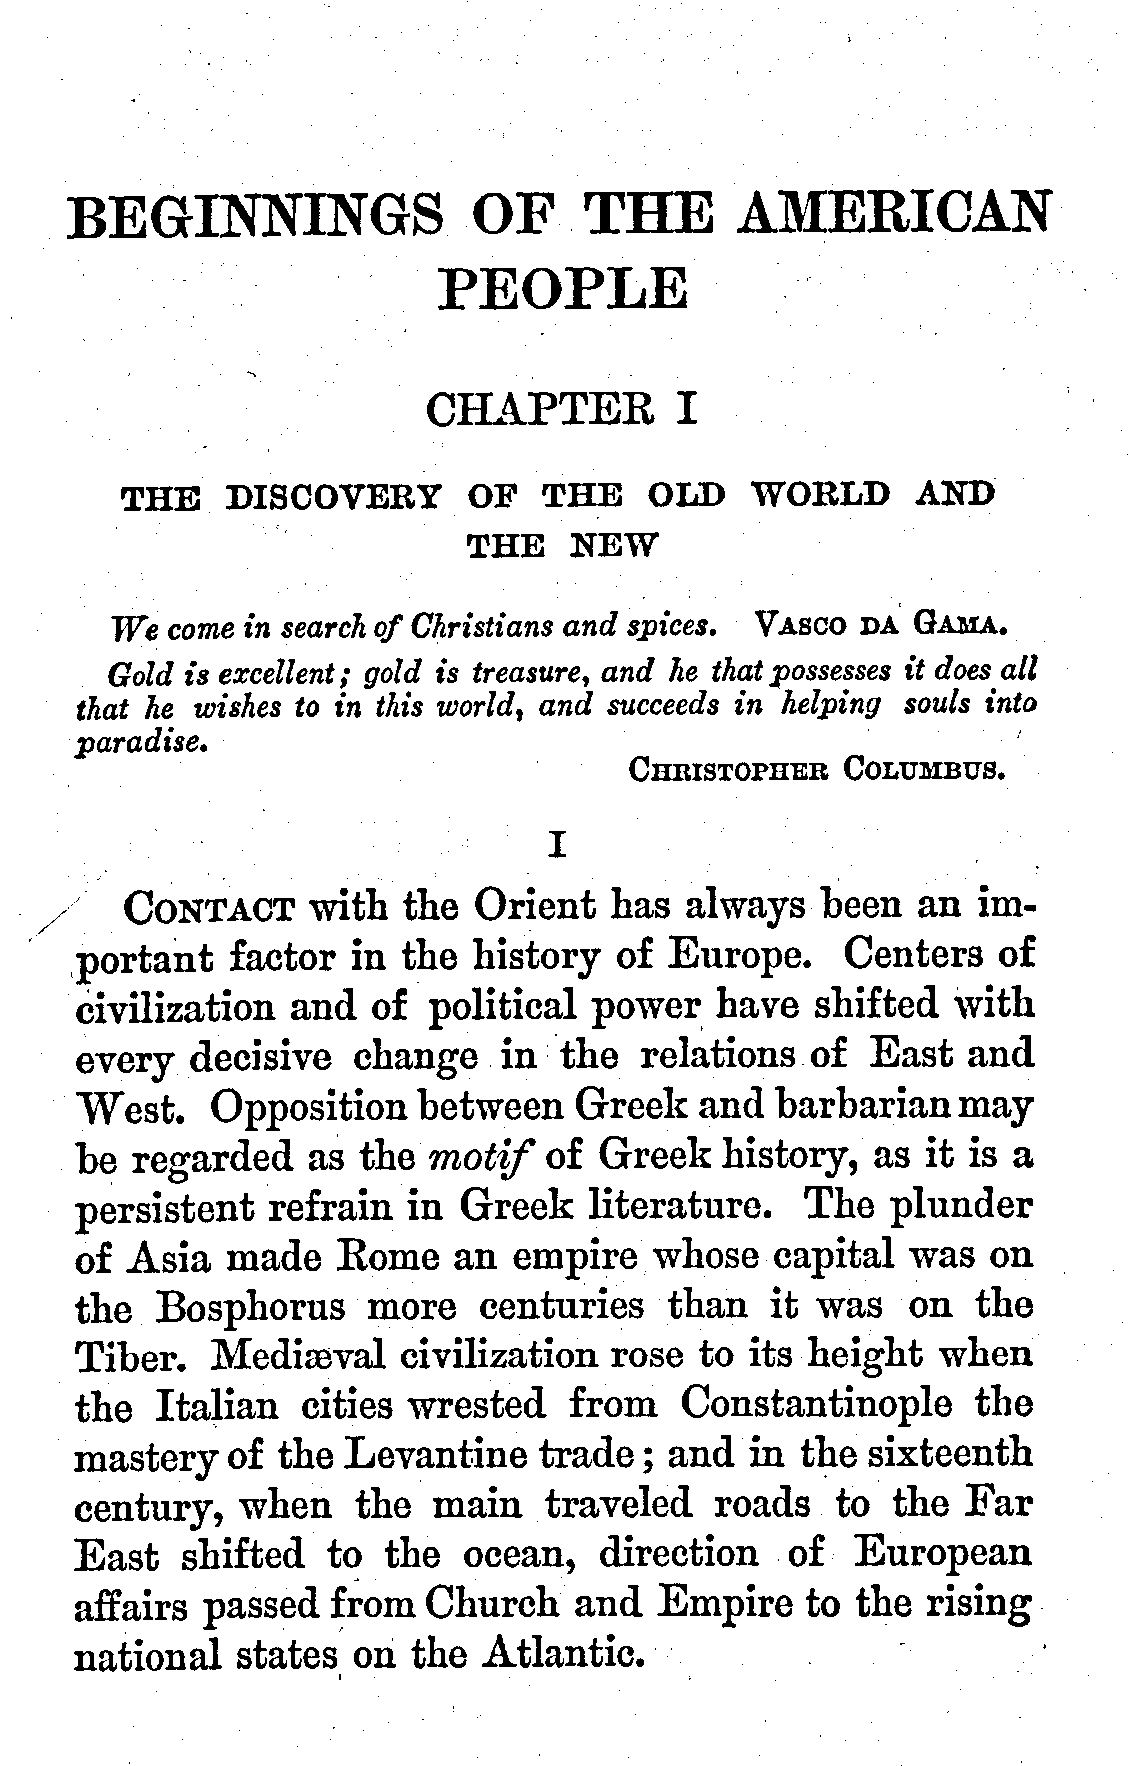 BEGINNINGS OF THE AMERICAN
PEOPLE
CHAPTER I
THE DISCOVERY OF THE OLD WORLD AND
THE NEW
We come in search of Christians and spices. VASCO DA GAMA.
Gold is excellent; gold is treasure, and he that possesses it does all
that he wishes to in this world, and succeeds in helping souls into
paradise.
CHRISTOPHER COLUMBUS.
I
CONTACT with the Orient has always been an im-
portant factor in the history of Europe. Centers of
civilization and of political power have shifted with
every decisive change in the relations of East and
West. Opposition between Greek and barbarian may
be regarded as the motif of Greek history, as it is a
persistent refrain in Greek literature. The plunder
of Asia made Rome an empire whose capital was on
the Bosphorus more centuries than it was on the
Tiber. Mediæval civilization rose to its height when
the Italian cities wrested from Constantinople the
mastery of the Levantine trade; and in the sixteenth
century, when the main traveled roads to the Far
East shifted to the ocean, direction of European
affairs passed from Church and Empire to the rising
national states on the Atlantic.